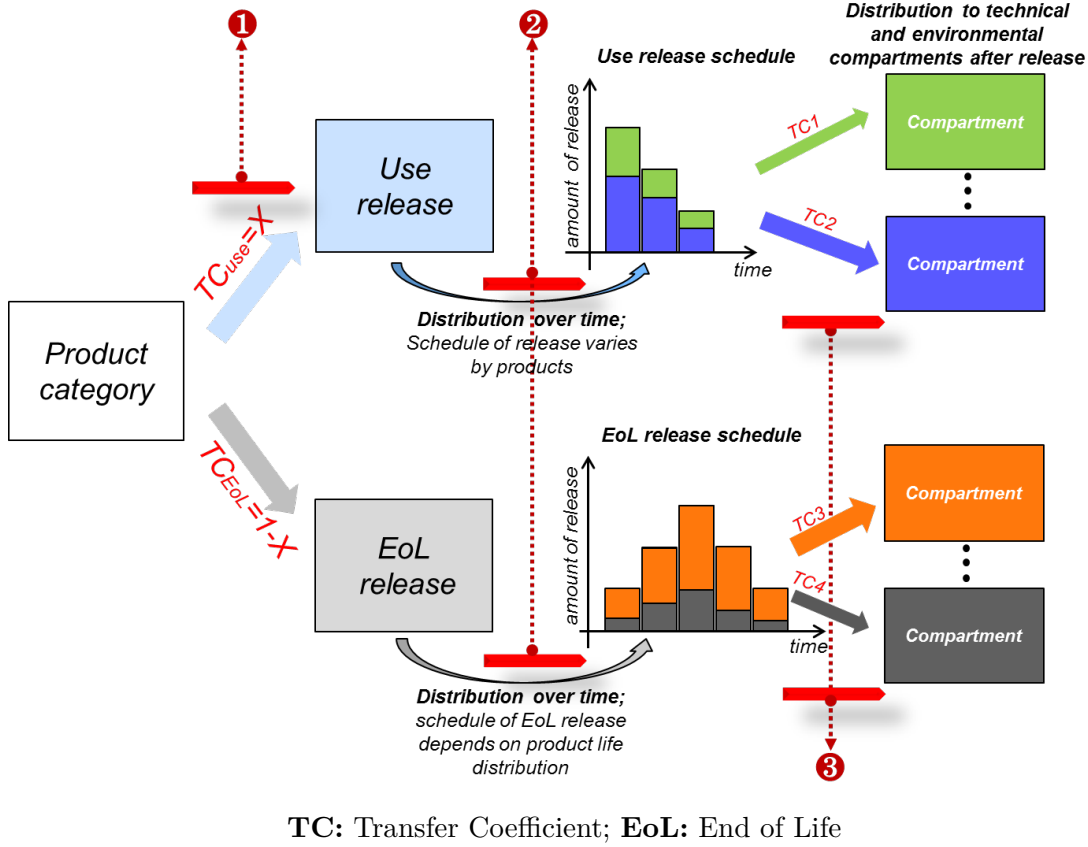 1
2
3
Distribution to technical
and environmental
compartments after release
Use release schedule
Use
release
TCuse=X
amount of release
time
TC1
TC2
Compartment
Compartment
Distribution over time;
Schedule of release varies
by products
Product
category
TCEoL=1-X
EoL
release
EoL release schedule
amount of release
time
TC3
TC4
Compartment
Compartment
Distribution over time;
schedule of EoL release
depends on product life
distribution
TC: Transfer Coefficient; EoL: End of Life